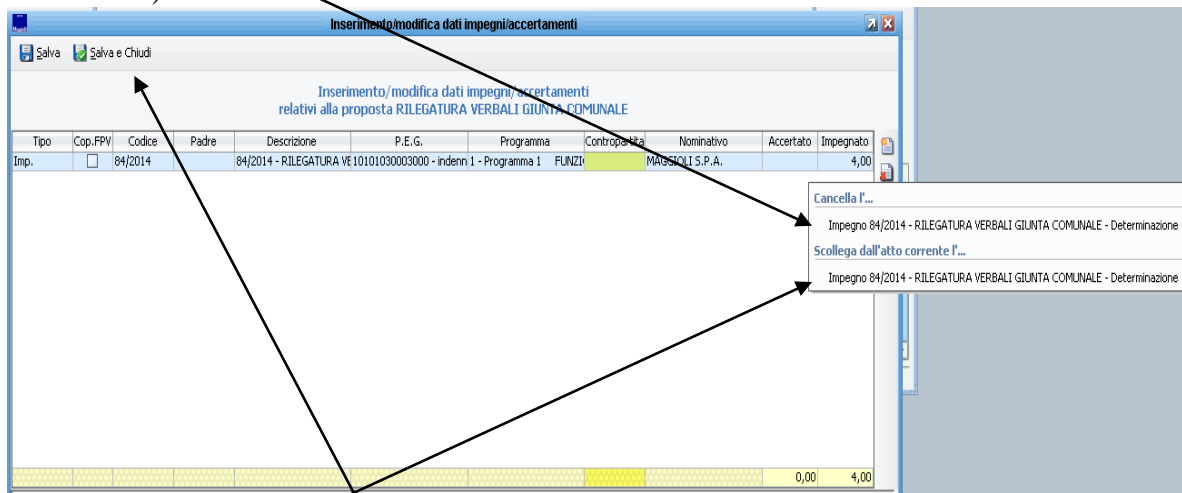 Inserimento/modifica dati impegni/accertamenti
Salva Salva e Chiudi
Inserimento/modifica dati impegni/accertamenti
relativi alla proposta RILEGATURA VERBALI GIUNTA COMUNALE
Tipo Cop.FPV Codice Padre Descrizione P.E.G. Programma Contropartita Nominativo Accertato Impegnato
Imp. 84/2014 84/2014 - RILEGATURA VE 10101030003000 - indenn 1 - Programma 1 FUNZI MAGGIOLI S.P.A. 4,00
Cancella l'...
Impegno 84/2014 - RILEGATURA VERBALI GIUNTA COMUNALE - Determinazione
Scollega dall'atto corrente l'...
Impegno 84/2014 - RILEGATURA VERBALI GIUNTA COMUNALE - Determinazione
0,00 4,00